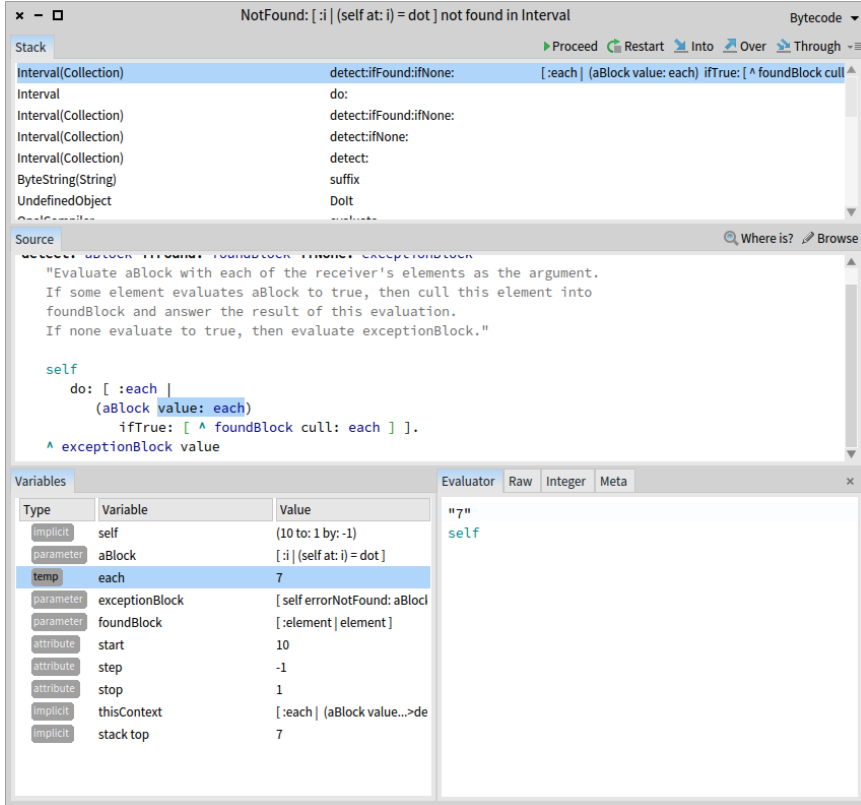 NotFound: [ :i | (self at: i) = dot ] not found in Interval
Bytecode
Stack
Proceed Restart Into Over Through
Interval(Collection) detect:ifFound:ifNone: [ :each | (aBlock value: each) ifTrue: [ ^ foundBlock cull
Interval do:
Interval(Collection) detect:ifFound:ifNone:
Interval(Collection) detect:ifNone:
Interval(Collection) detect:
ByteString(String) suffix
UndefinedObject DoIt
OpalCompiler evaluate
Source
Where is? Browse
detect: aBlock ifFound: foundBlock ifNone: exceptionBlock
"Evaluate aBlock with each of the receiver's elements as the argument.
If some element evaluates aBlock to true, then cull this element into
foundBlock and answer the result of this evaluation.
If none evaluate to true, then evaluate exceptionBlock."
self
do: [ :each |
(aBlock value: each)
ifTrue: [ ^ foundBlock cull: each ] ].
^ exceptionBlock value
Variables
Type Variable Value
implicit self (10 to: 1 by: -1)
parameter aBlock [ :i | (self at: i) = dot ]
temp each 7
parameter exceptionBlock [ self errorNotFound: aBlock
parameter foundBlock [ :element | element ]
attribute start 10
attribute step -1
attribute stop 1
implicit thisContext [ :each | (aBlock value...>de
implicit stack top 7
Evaluator Raw Integer Meta
"7"
self